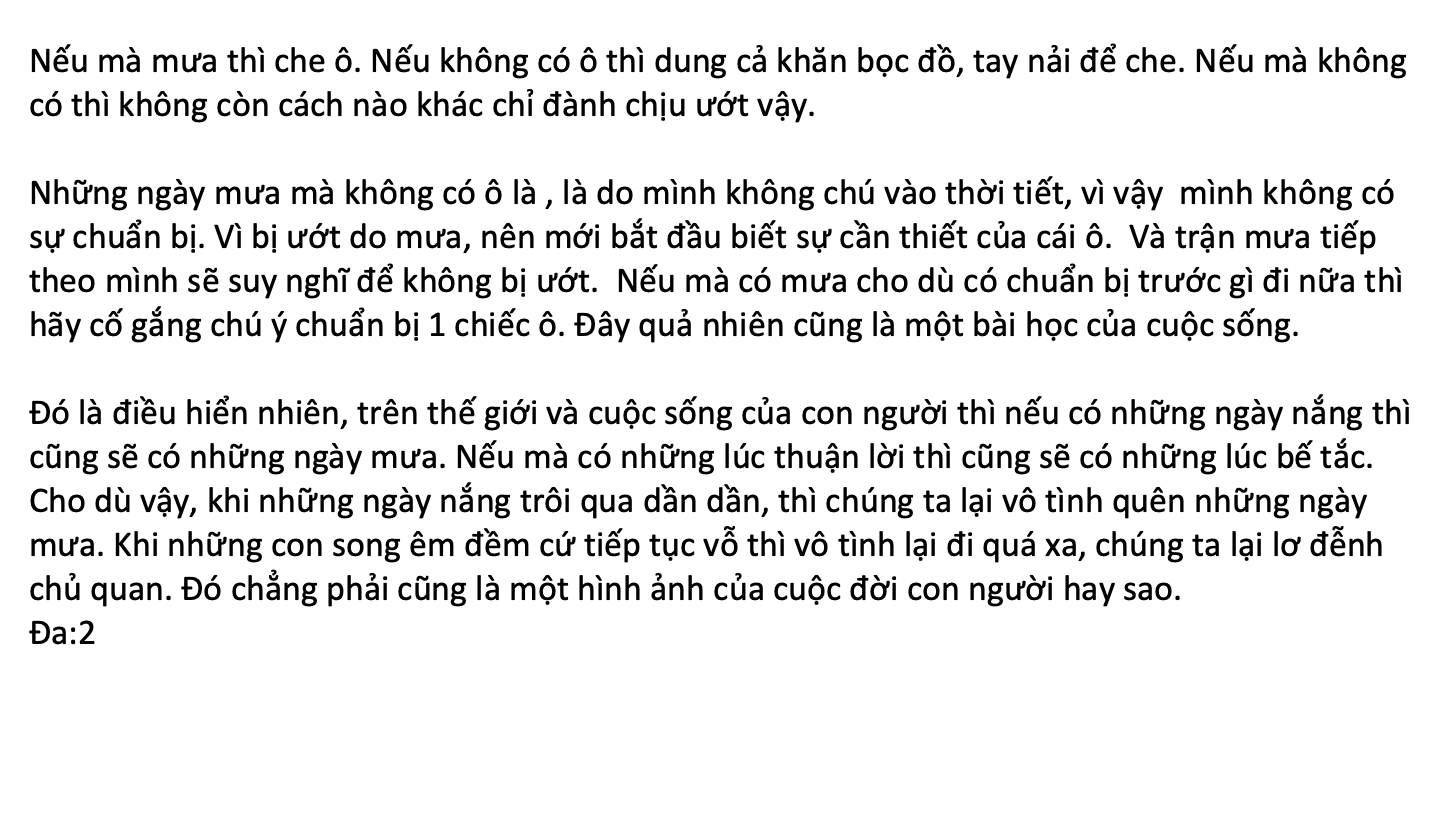 Nếu mà mưa thì che ô. Nếu không có ô thì dung cả khăn bọc đồ, tay nải để che. Nếu mà không
có thì không còn cách nào khác chỉ đành chịu ướt vậy.
Những ngày mưa mà không có ô là , là do mình không chú vào thời tiết, vì vậy  mình không có
sự chuẩn bị. Vì bị ướt do mưa, nên mới bắt đầu biết sự cần thiết của cái ô.  Và trận mưa tiếp
theo mình sẽ suy nghĩ để không bị ướt.  Nếu mà có mưa cho dù có chuẩn bị trước gì đi nữa thì
hãy cố gắng chú ý chuẩn bị 1 chiếc ô. Đây quả nhiên cũng là một bài học của cuộc sống.
Đó là điều hiển nhiên, trên thế giới và cuộc sống của con người thì nếu có những ngày nắng thì
cũng sẽ có những ngày mưa. Nếu mà có những lúc thuận lời thì cũng sẽ có những lúc bế tắc.
Cho dù vậy, khi những ngày nắng trôi qua dần dần, thì chúng ta lại vô tình quên những ngày
mưa. Khi những con song êm đềm cứ tiếp tục vỗ thì vô tình lại đi quá xa, chúng ta lại lơ đễnh
chủ quan. Đó chẳng phải cũng là một hình ảnh của cuộc đời con người hay sao.
Đa:2